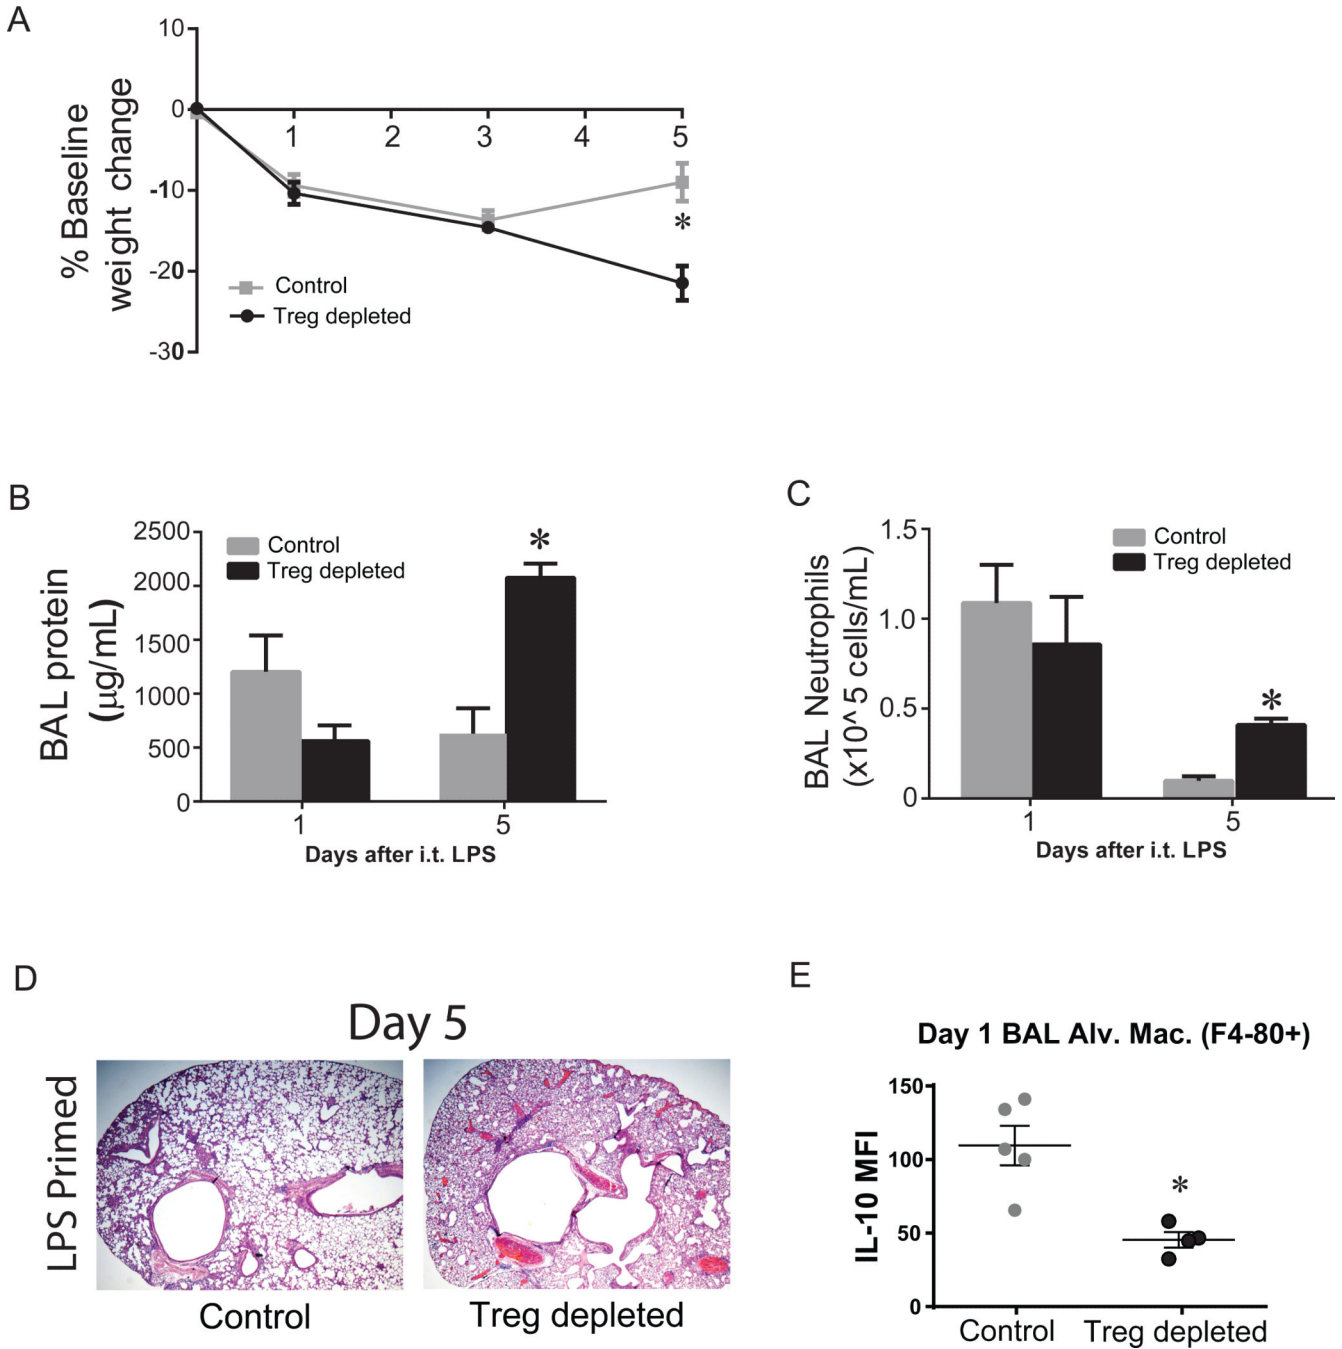 A
10
0
-10
-20
-30
% Baseline
weight change
1
2
3
4
5
*
Control
Treg depleted
B
2500
2000
1500
1000
500
0
BAL protein
(µg/mL)
Control
Treg depleted
*
1
5
Days after i.t. LPS
C
1.5
1.0
0.5
0
BAL Neutrophils
(x10^ 5 cells/mL)
Control
Treg depleted
*
1
5
Days after i.t. LPS
D
Day 5
LPS Primed
Control
Treg depleted
E
Day 1 BAL Alv. Mac. (F4-80+)
150
100
50
0
IL-10 MFI
*
Control
Treg depleted